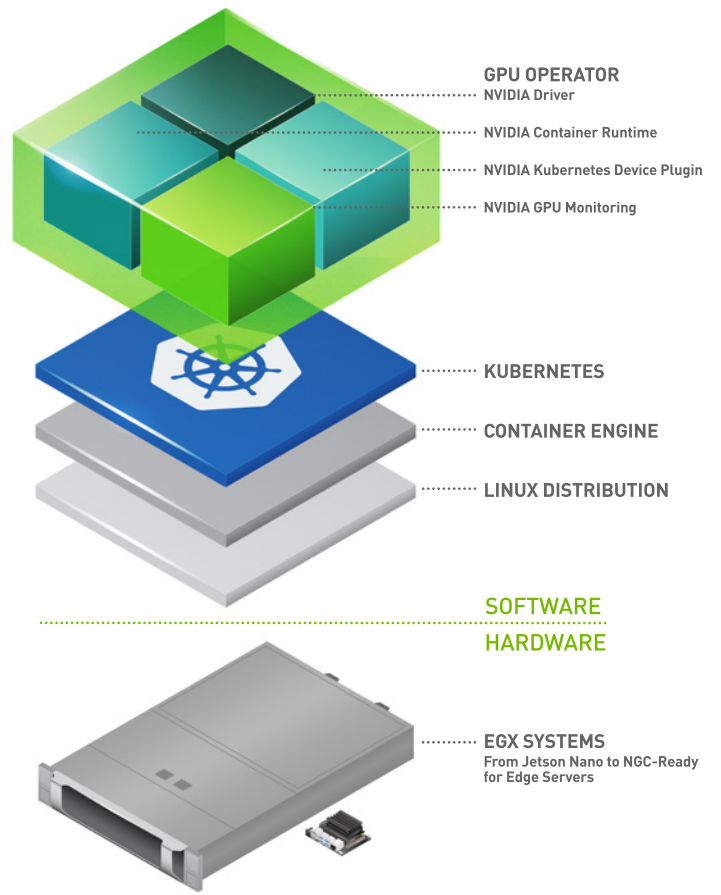 GPU OPERATOR
NVIDIA Driver
NVIDIA Container Runtime
NVIDIA Kubernetes Device Plugin
NVIDIA GPU Monitoring
KUBERNETES
CONTAINER ENGINE
LINUX DISTRIBUTION
SOFTWARE
HARDWARE
EGX SYSTEMS
From Jetson Nano to NGC-Ready
for Edge Servers